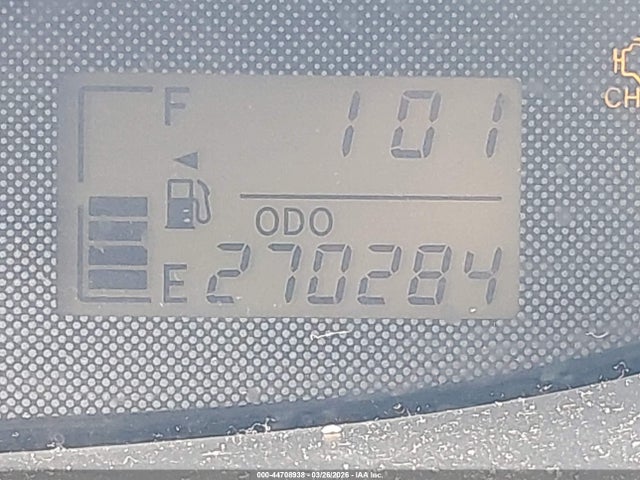 F 101
CH
ODO
E 270284
000-44708938 - 03/26/2026 - IAA Inc.